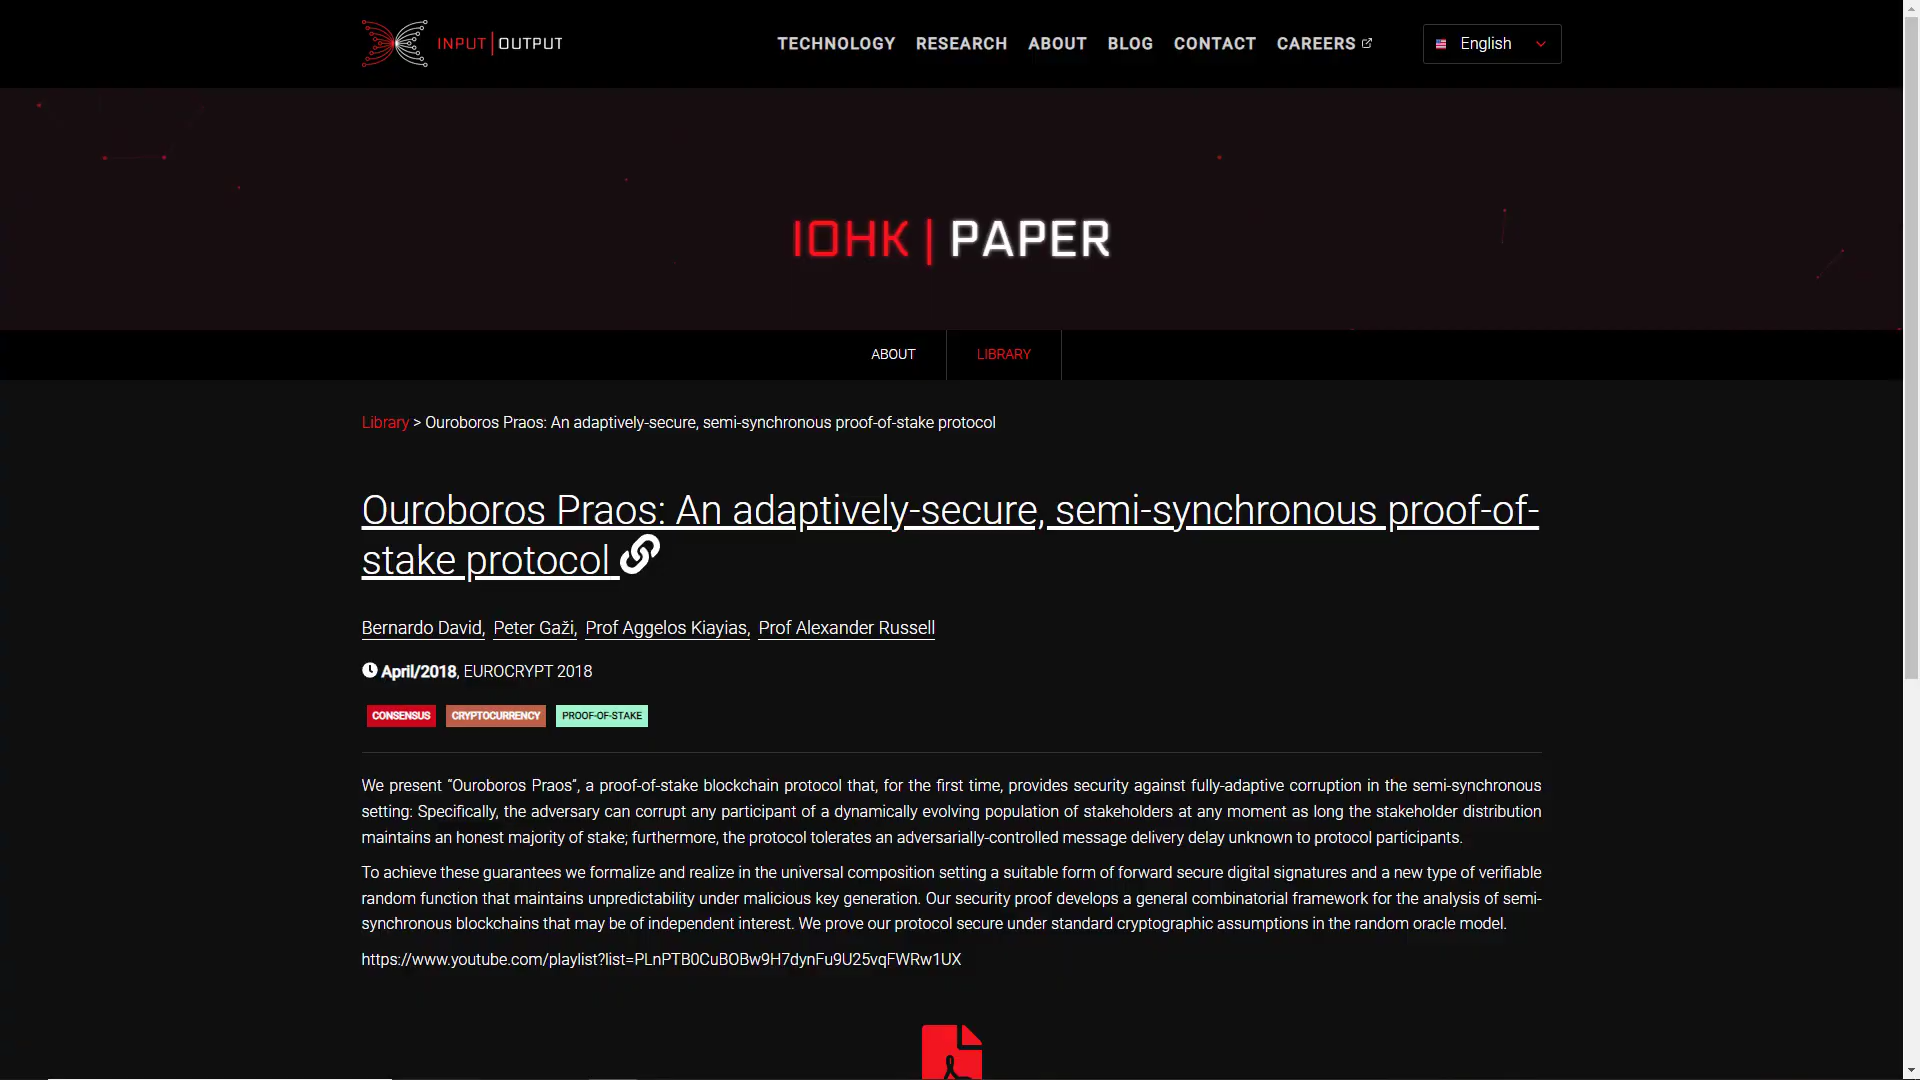 INPUT | OUTPUT
TECHNOLOGY RESEARCH ABOUT BLOG CONTACT CAREERS
English
IOHK | PAPER
ABOUT LIBRARY
Library > Ouroboros Praos: An adaptively-secure, semi-synchronous proof-of-stake protocol
Ouroboros Praos: An adaptively-secure, semi-synchronous proof-of-
stake protocol
Bernardo David, Peter Gaži, Prof Aggelos Kiayias, Prof Alexander Russell
April/2018, EUROCRYPT 2018
CONSENSUS CRYPTOCURRENCY PROOF-OF-STAKE
We present “Ouroboros Praos”, a proof-of-stake blockchain protocol that, for the first time, provides security against fully-adaptive corruption in the semi-synchronous
setting: Specifically, the adversary can corrupt any participant of a dynamically evolving population of stakeholders at any moment as long the stakeholder distribution
maintains an honest majority of stake; furthermore, the protocol tolerates an adversarially-controlled message delivery delay unknown to protocol participants.
To achieve these guarantees we formalize and realize in the universal composition setting a suitable form of forward secure digital signatures and a new type of verifiable
random function that maintains unpredictability under malicious key generation. Our security proof develops a general combinatorial framework for the analysis of semi-
synchronous blockchains that may be of independent interest. We prove our protocol secure under standard cryptographic assumptions in the random oracle model.
https://www.youtube.com/playlist?list=PLnPTB0CuBOBw9H7dynFu9U25vqFWRw1UX